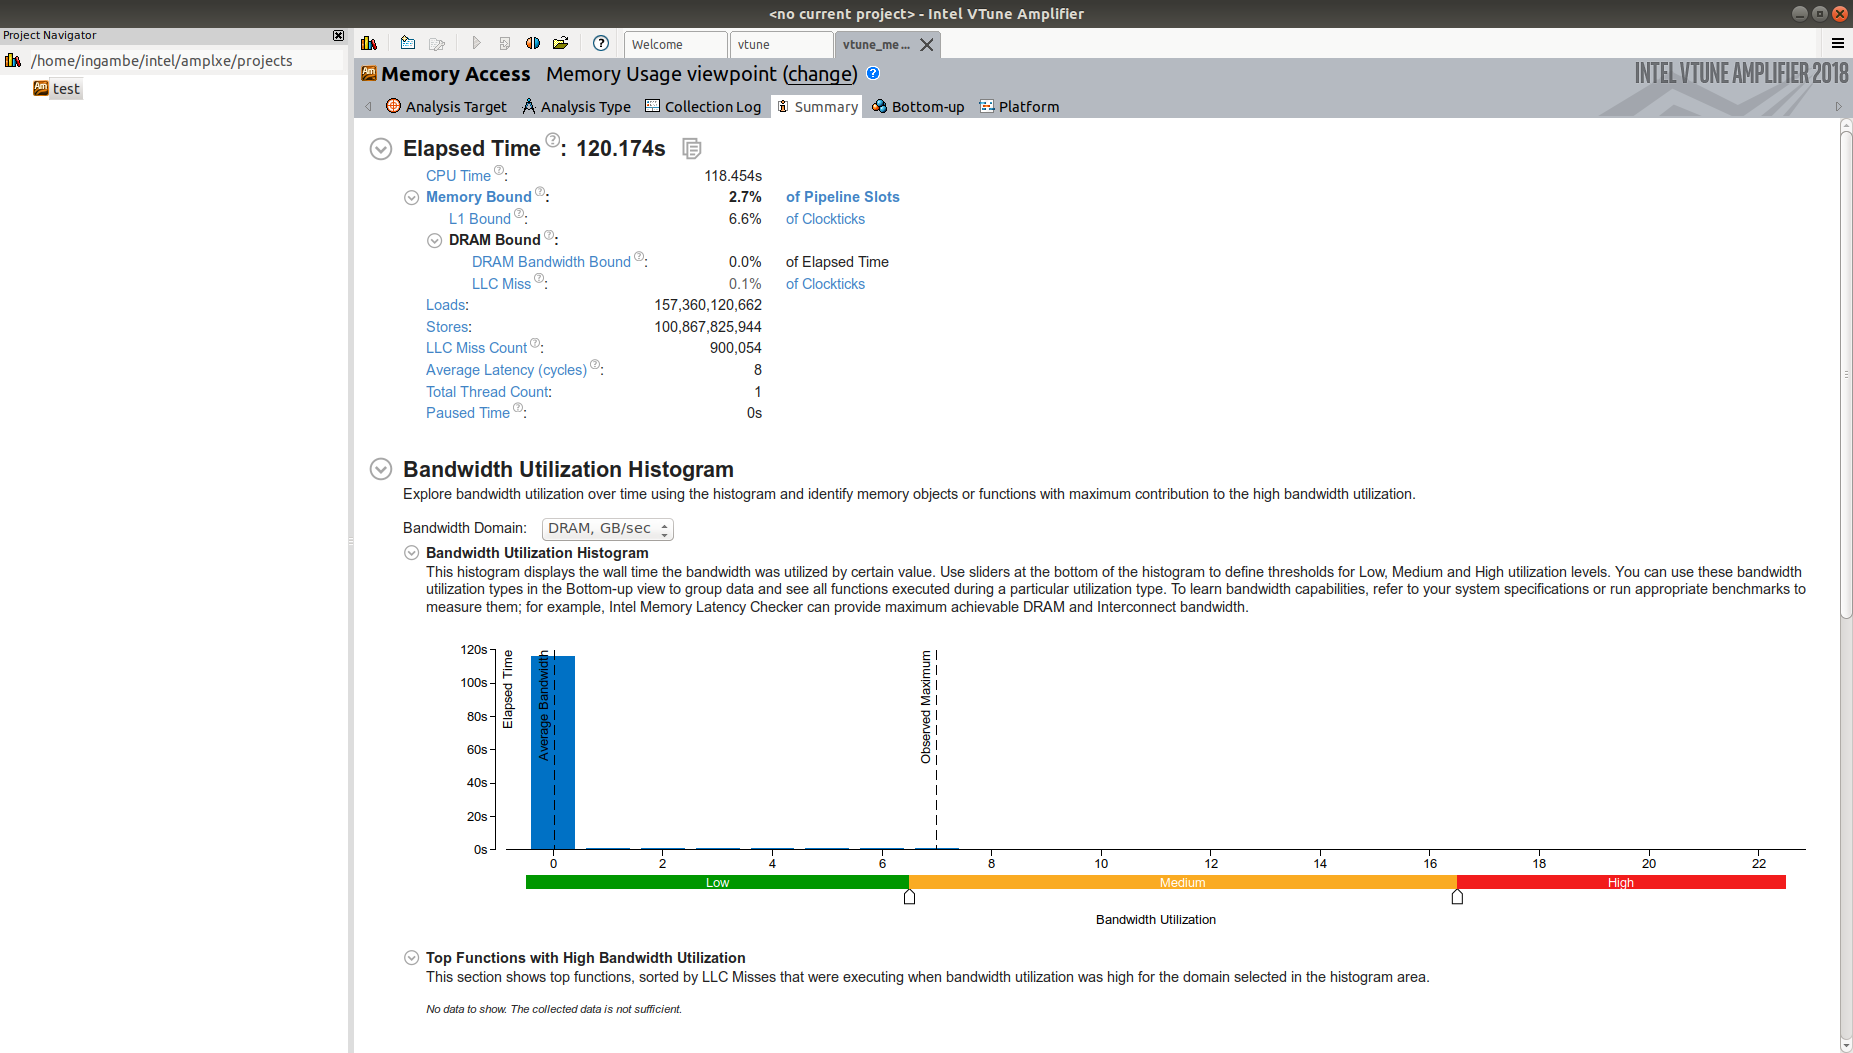 <no current project> - Intel VTune Amplifier
Project Navigator
/home/ingambe/intel/amplxe/projects
test
Welcome
vtune
vtune_me...
Memory Access Memory Usage viewpoint (change)
INTEL VTUNE AMPLIFIER 2018
Analysis Target Analysis Type Collection Log Summary Bottom-up Platform
Elapsed Time ?: 120.174s
CPU Time ?: 118.454s
Memory Bound ?: 2.7% of Pipeline Slots
L1 Bound ?: 6.6% of Clockticks
DRAM Bound ?:
DRAM Bandwidth Bound ?: 0.0% of Elapsed Time
LLC Miss ?: 0.1% of Clockticks
Loads: 157,360,120,662
Stores: 100,867,825,944
LLC Miss Count ?: 900,054
Average Latency (cycles) ?: 8
Total Thread Count: 1
Paused Time ?: 0s
Bandwidth Utilization Histogram
Explore bandwidth utilization over time using the histogram and identify memory objects or functions with maximum contribution to the high bandwidth utilization.
Bandwidth Domain: DRAM, GB/sec
Bandwidth Utilization Histogram
This histogram displays the wall time the bandwidth was utilized by certain value. Use sliders at the bottom of the histogram to define thresholds for Low, Medium and High utilization levels. You can use these bandwidth
utilization types in the Bottom-up view to group data and see all functions executed during a particular utilization type. To learn bandwidth capabilities, refer to your system specifications or run appropriate benchmarks to
measure them; for example, Intel Memory Latency Checker can provide maximum achievable DRAM and Interconnect bandwidth.
120s
100s
80s
60s
40s
20s
0s
Elapsed Time
Average Bandwidth
Observed Maximum
0 2 4 6 8 10 12 14 16 18 20 22
Low Medium High
Bandwidth Utilization
Top Functions with High Bandwidth Utilization
This section shows top functions, sorted by LLC Misses that were executing when bandwidth utilization was high for the domain selected in the histogram area.
No data to show. The collected data is not sufficient.